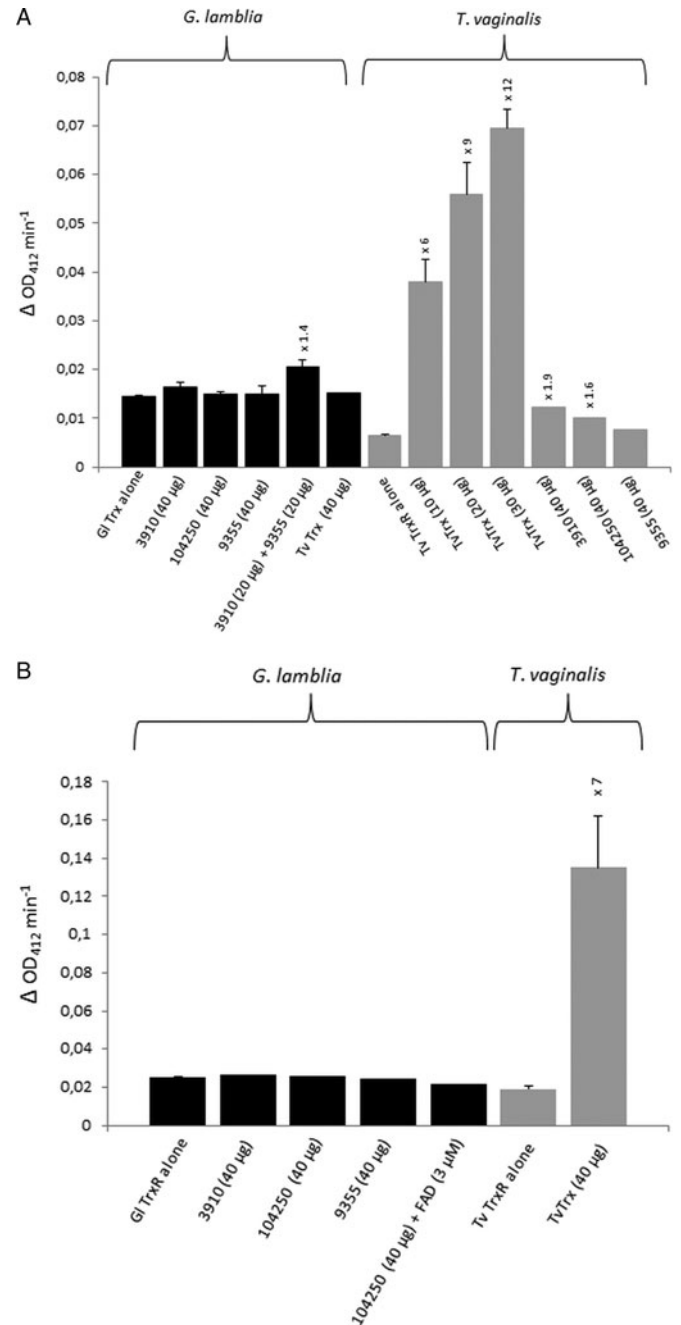 A
G. lamblia
T. vaginalis
0,08
0,07
0,06
0,05
0,04
0,03
0,02
0,01
0
Δ OD412 min-1
x 1.4
x 6
x 9
x 12
x 1.9
x 1.6
Gl Trx alone
3910 (40 µg)
104250 (40 µg)
9355 (40 µg)
3910 (20 µg) + 9355 (20 µg)
Tv Trx (40 µg)
Tv TrxR alone
TvTrx (10 µg)
TvTrx (20 µg)
TvTrx (30 µg)
3910 (40 µg)
104250 (40 µg)
9355 (40 µg)
B
G. lamblia
T. vaginalis
0,18
0,16
0,14
0,12
0,1
0,08
0,06
0,04
0,02
0
Δ OD412 min-1
x 7
Gl TrxR alone
3910 (40 µg)
104250 (40 µg)
9355 (40 µg)
104250 (40 µg) + FAD (3 µM)
Tv TrxR alone
TvTrx (40 µg)